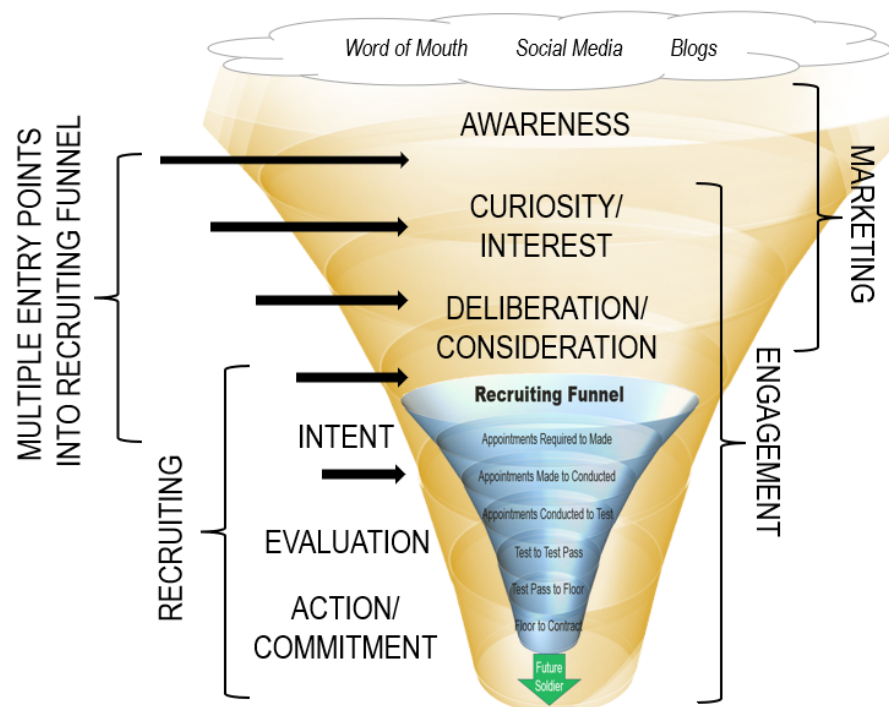 Word of Mouth Social Media Blogs
AWARENESS
CURIOSITY/
INTEREST
DELIBERATION/
CONSIDERATION
Recruiting Funnel
Appointments Required to Made
Appointments Made to Conducted
Appointments Conducted to Test
Test to Test Pass
Test Pass to Floor
Floor to Contract
Future
Soldier
INTENT
EVALUATION
ACTION/
COMMITMENT
MULTIPLE ENTRY POINTS
INTO RECRUITING FUNNEL
RECRUITING
MARKETING
ENGAGEMENT